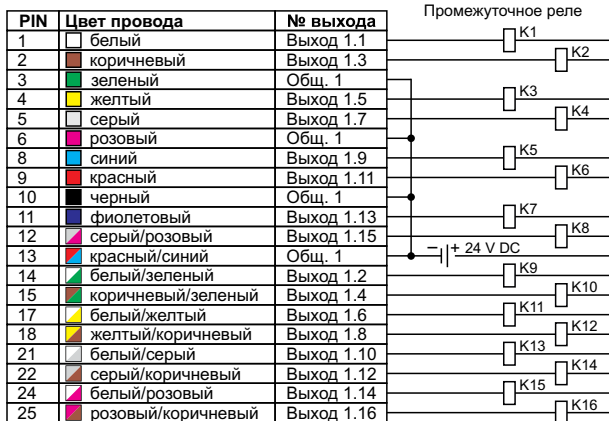 Промежуточное реле
PIN Цвет провода № выхода
1 белый Выход 1.1 K1
2 коричневый Выход 1.3 K2
3 зеленый Общ. 1
4 желтый Выход 1.5 K3
5 серый Выход 1.7 K4
6 розовый Общ. 1
8 синий Выход 1.9 K5
9 красный Выход 1.11 K6
10 черный Общ. 1
11 фиолетовый Выход 1.13 K7
12 серый/розовый Выход 1.15 K8
13 красный/синий Общ. 1 − + 24 V DC
14 белый/зеленый Выход 1.2 K9
15 коричневый/зеленый Выход 1.4 K10
17 белый/желтый Выход 1.6 K11
18 желтый/коричневый Выход 1.8 K12
21 белый/серый Выход 1.10 K13
22 серый/коричневый Выход 1.12 K14
24 белый/розовый Выход 1.14 K15
25 розовый/коричневый Выход 1.16 K16